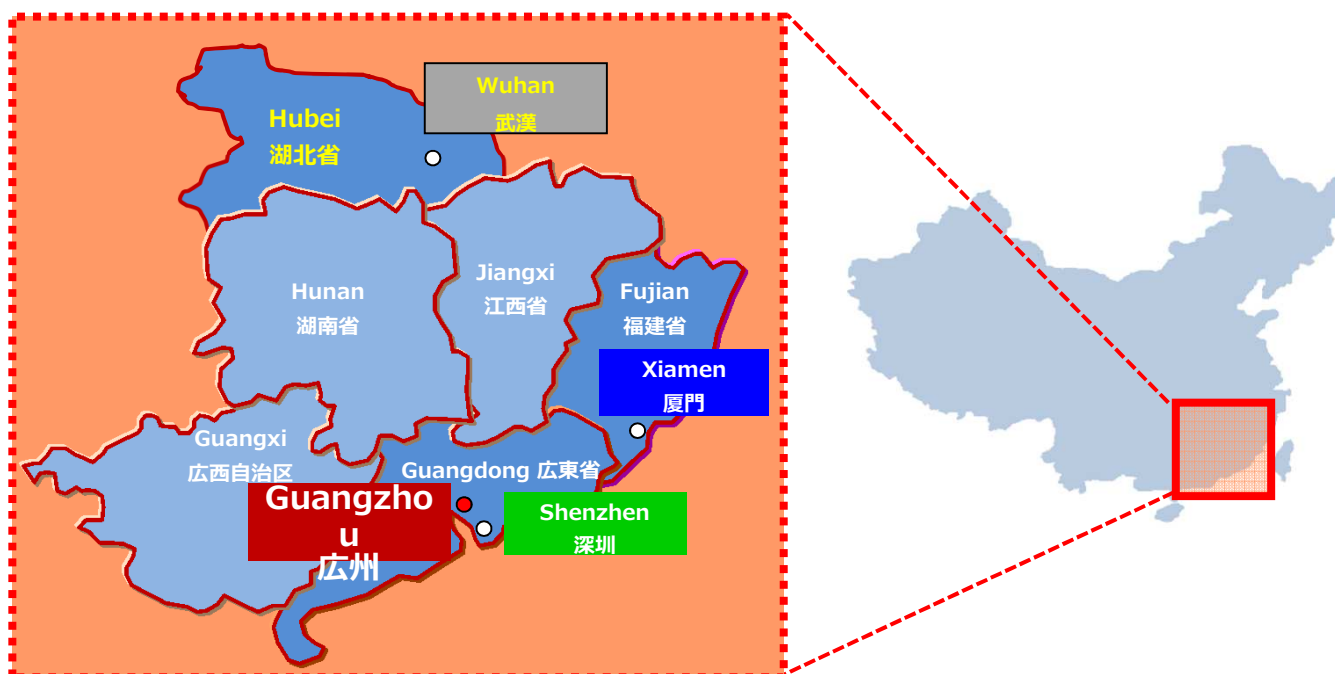 Wuhan
武漢
Hubei
湖北省
Jiangxi
江西省
Hunan
湖南省
Fujian
福建省
Xiamen
厦門
Guangxi
広西自治区
Guangdong 広東省
Guangzho
u
広州
Shenzhen
深圳